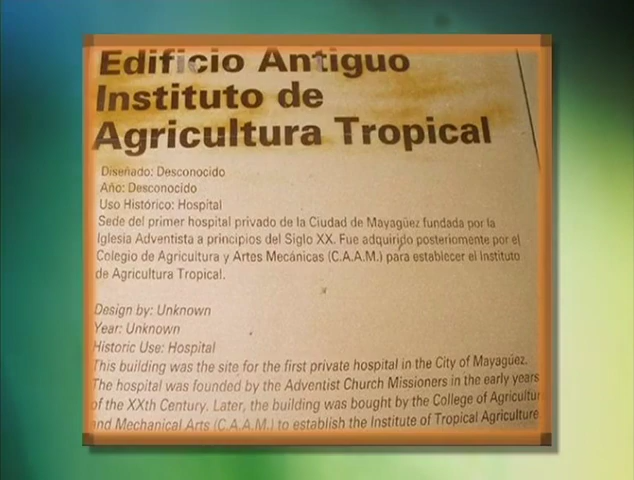 Edificio Antiguo
Instituto de
Agricultura Tropical
Diseñado: Desconocido
Año: Desconocido
Uso Histórico: Hospital
Sede del primer hospital privado de la Ciudad de Mayagüez fundada por la
Iglesia Adventista a principios del Siglo XX. Fue adquirido posteriomente por el
Colegio de Agricultura y Artes Mecánicas (C.A.A.M.) para establecer el Instituto
de Agricultura Tropical.
Design by: Unknown
Year: Unknown
Historic Use: Hospital
This building was the site for the first private hospital in the City of Mayagüez.
The hospital was founded by the Adventist Church Missioners in the early years
of the XXth Century. Later, the building was bought by the College of Agricultur
and Mechanical Arts (C.A.A.M.) to establish the Institute of Tropical Agriculture